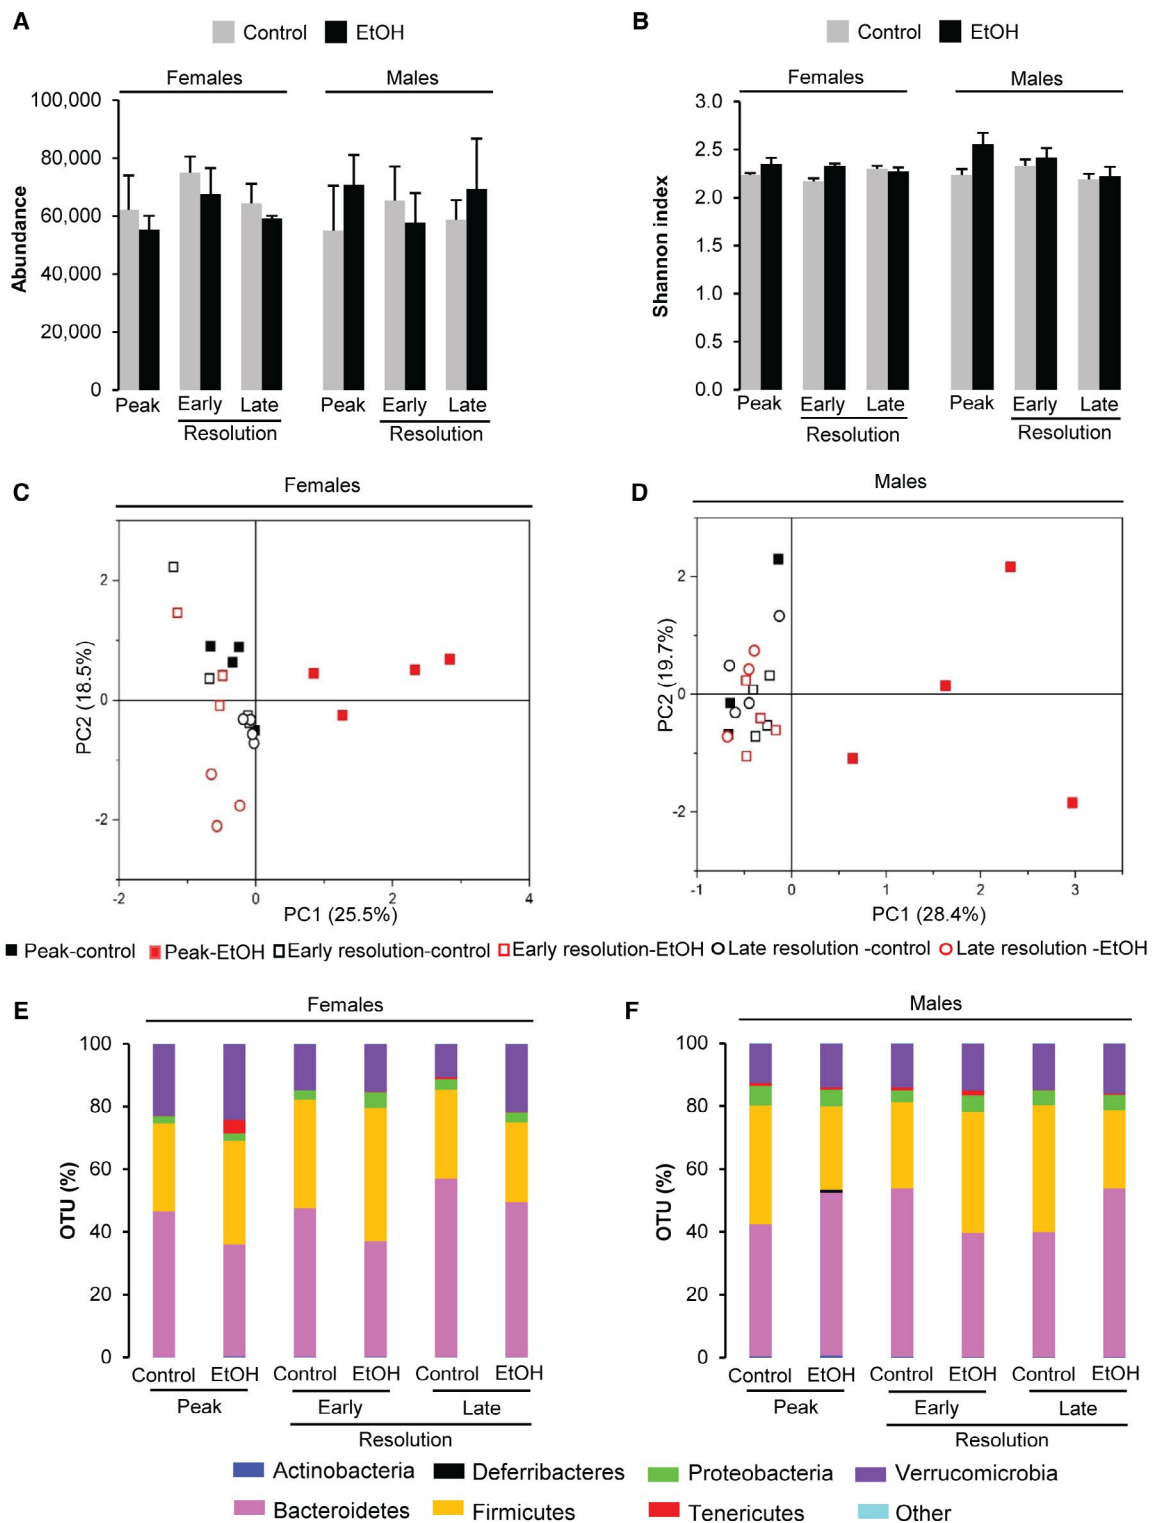 A
Control EtOH
Females Males
100,000
80,000
60,000
40,000
20,000
0
Abundance
Peak Early Late Peak Early Late
Resolution Resolution
B
Control EtOH
Females Males
3.0
2.5
2.0
1.5
1.0
0.5
0.0
Shannon index
Peak Early Late Peak Early Late
Resolution Resolution
C
Females
2
0
-2
PC2 (18.5%)
-2 0 2 4
PC1 (25.5%)
D
Males
2
0
-2
PC2 (19.7%)
-1 0 1 2 3
PC1 (28.4%)
Peak-control Peak-EtOH Early resolution-control Early resolution-EtOH Late resolution -control Late resolution -EtOH
E
Females
100
80
60
40
20
0
OTU (%)
Control EtOH Control EtOH Control EtOH
Peak Early Late
Resolution
F
Males
100
80
60
40
20
0
OTU (%)
Control EtOH Control EtOH Control EtOH
Peak Early Late
Resolution
Actinobacteria Deferribacteres Proteobacteria Verrucomicrobia
Bacteroidetes Firmicutes Tenericutes Other